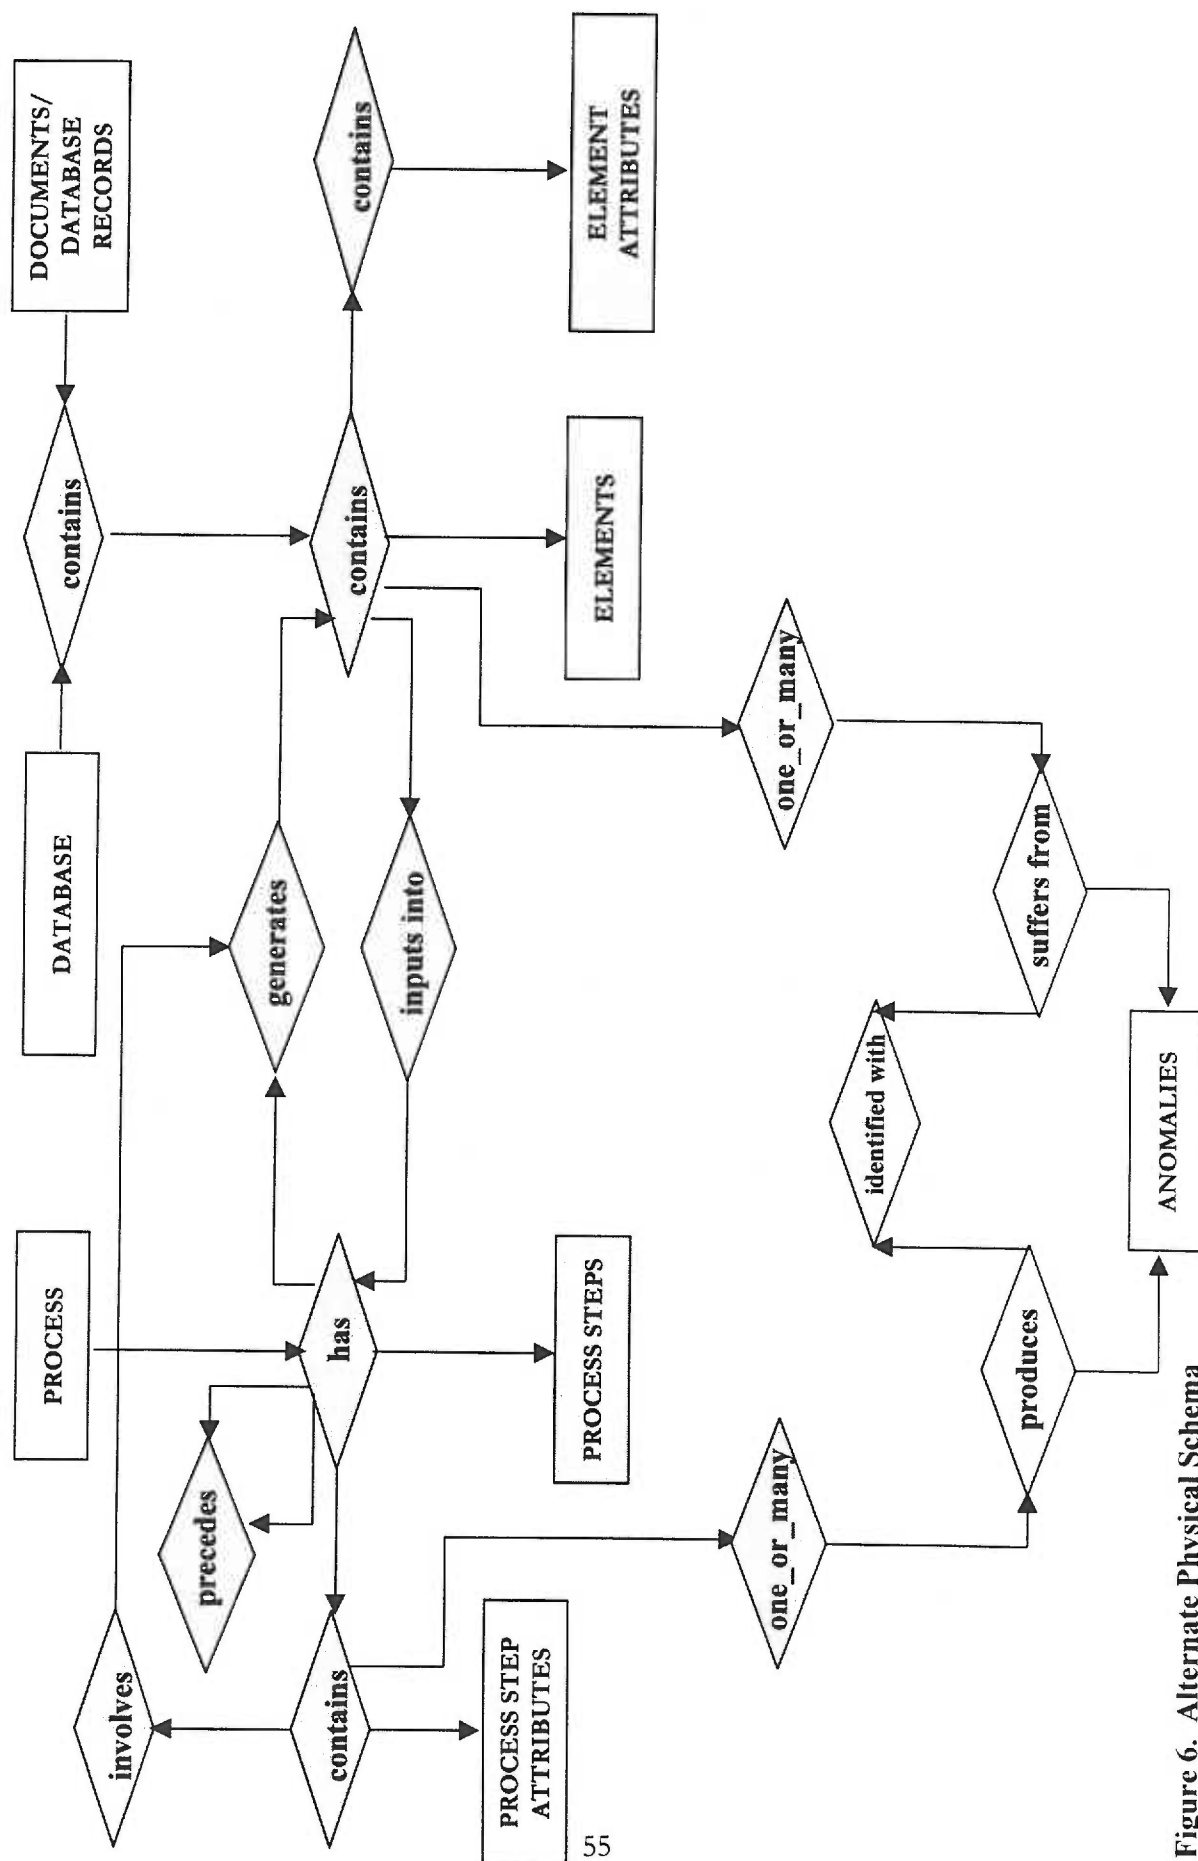 involves
PROCESS
DATABASE
contains
DOCUMENTS/
DATABASE
RECORDS
precedes
generates
contains
has
inputs into
contains
contains
PROCESS STEP
ATTRIBUTES
PROCESS STEPS
ELEMENTS
ELEMENT
ATTRIBUTES
one_or_many
one_or_many
identified with
produces
suffers from
ANOMALIES
Figure 6. Alternate Physical Schema
55